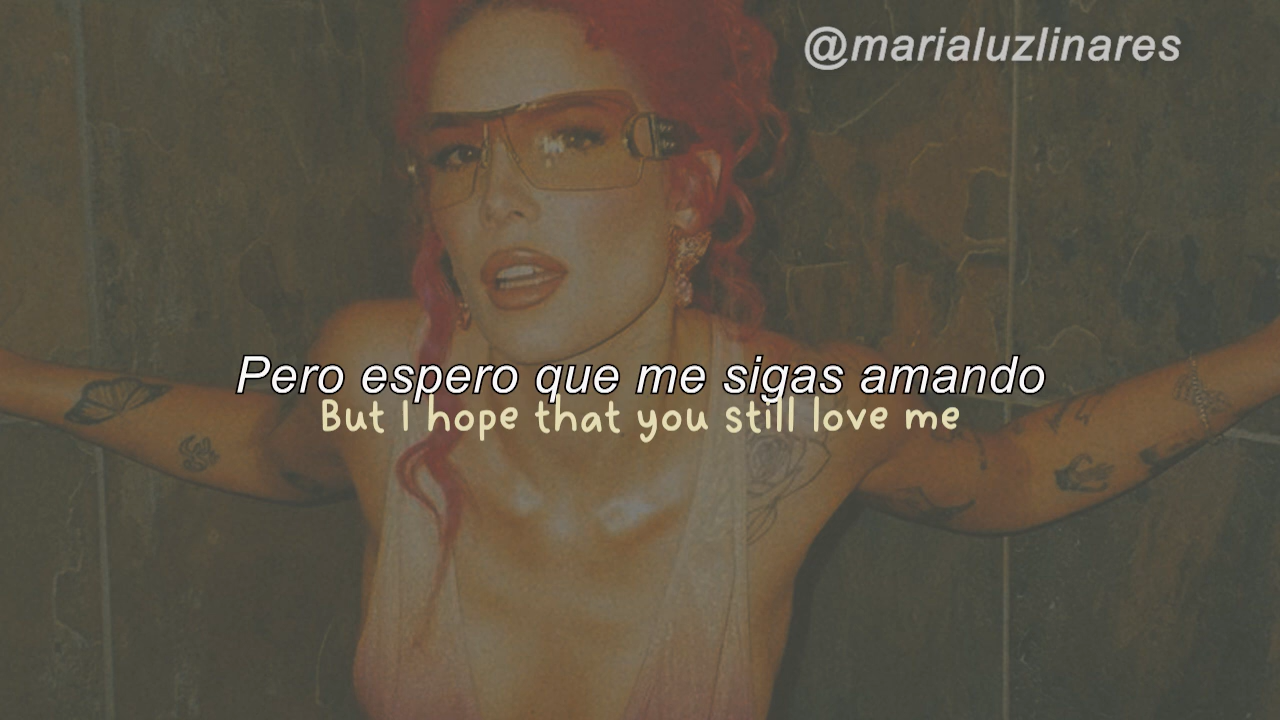 @marialuzlinares
Pero espero que me sigas amando
But I hope that you still love me